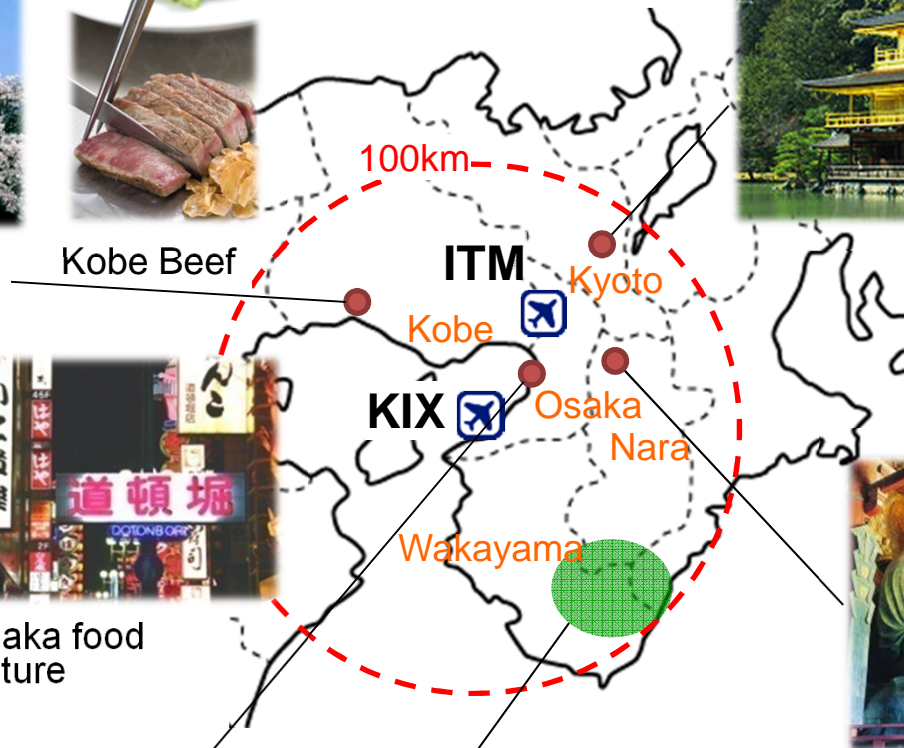 100km
ITM
Kyoto
Kobe Beef
Kobe
KIX
Osaka
Nara
道頓堀
DOTONBORI
Wakayama
aka food
ture